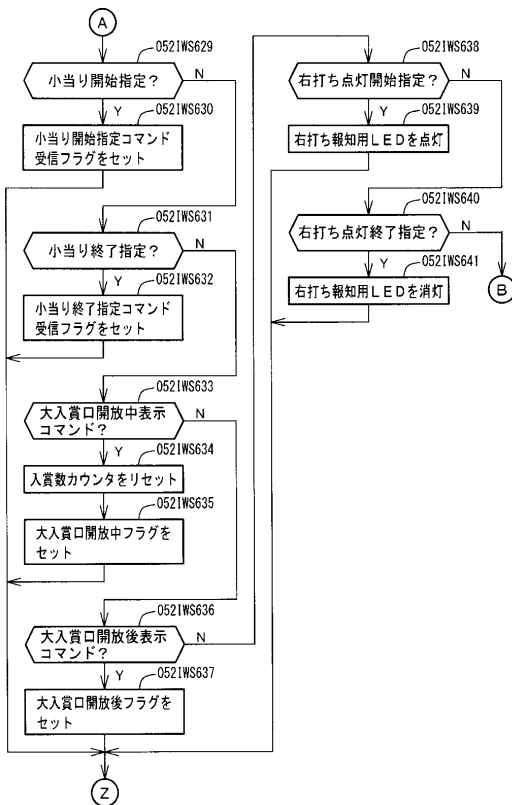 A
052IWS629
小当り開始指定?
N
Y
052IWS630
小当り開始指定コマンド
受信フラグをセット
052IWS631
小当り終了指定?
N
Y
052IWS632
小当り終了指定コマンド
受信フラグをセット
052IWS633
大入賞口開放中表示
コマンド?
N
Y
052IWS634
入賞数カウンタをリセット
052IWS635
大入賞口開放中フラグを
セット
052IWS636
大入賞口開放後表示
コマンド?
N
Y
052IWS637
大入賞口開放後フラグを
セット
Z
052IWS638
右打ち点灯開始指定?
N
Y
052IWS639
右打ち報知用LEDを点灯
052IWS640
右打ち点灯終了指定?
N
Y
052IWS641
右打ち報知用LEDを消灯
B